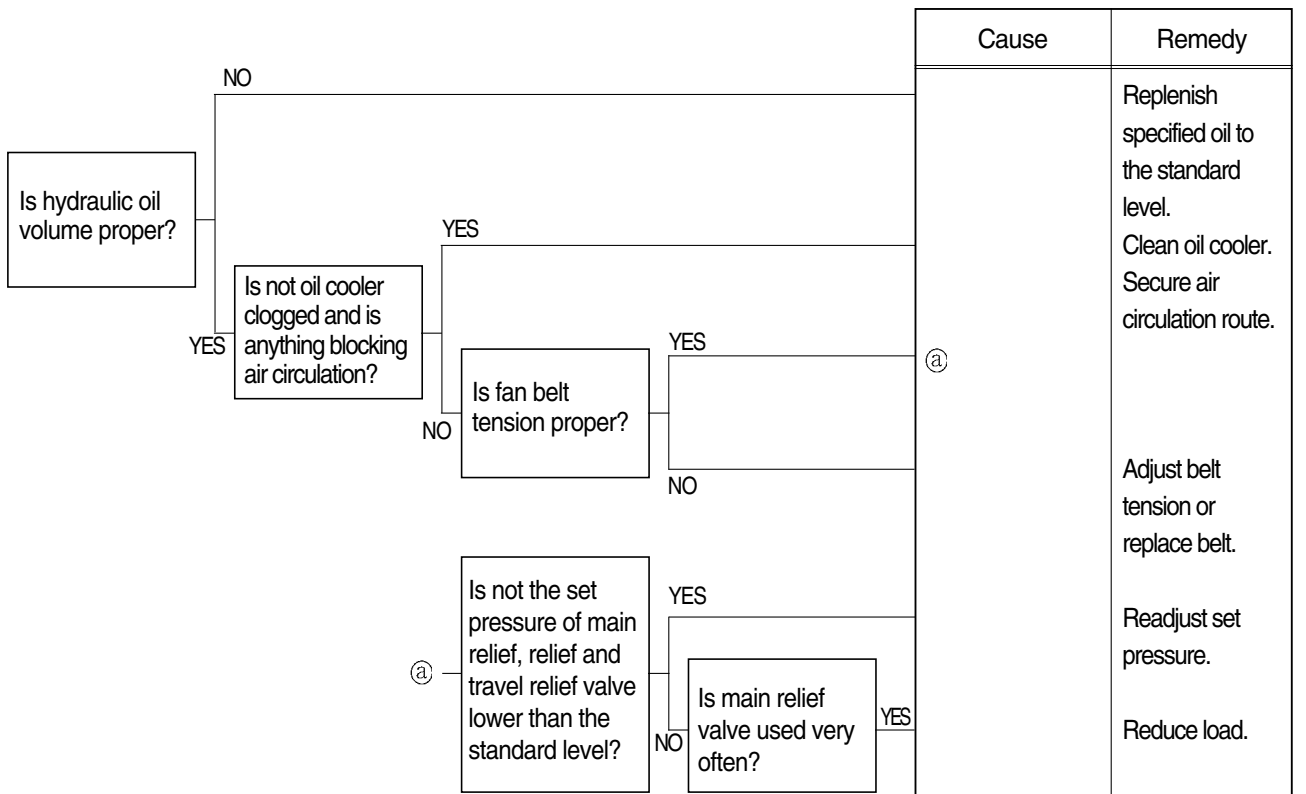 Cause
Remedy
NO
Replenish
specified oil to
the standard
level.
Is hydraulic oil
volume proper?
YES
Clean oil cooler.
Secure air
circulation route.
YES
Is not oil cooler
clogged and is
anything blocking
air circulation?
YES
ⓐ
NO
Is fan belt
tension proper?
NO
Adjust belt
tension or
replace belt.
ⓐ
Is not the set
pressure of main
relief, relief and
travel relief valve
lower than the
standard level?
YES
Readjust set
pressure.
NO
Is main relief
valve used very
often?
YES
Reduce load.